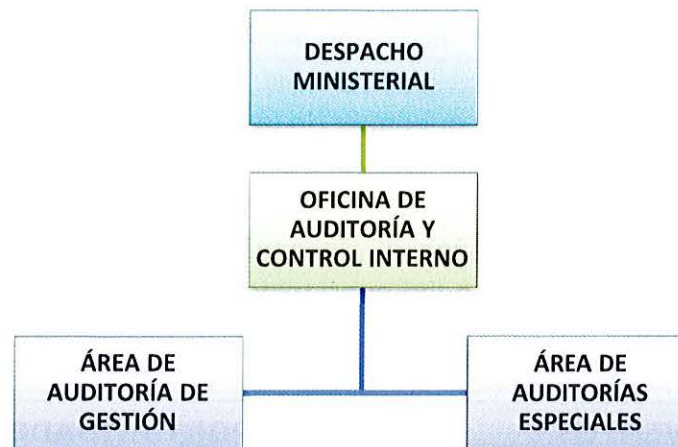 DESPACHO
MINISTERIAL
OFICINA DE
AUDITORÍA Y
CONTROL INTERNO
ÁREA DE
AUDITORÍA DE
GESTIÓN
ÁREA DE
AUDITORÍAS
ESPECIALES